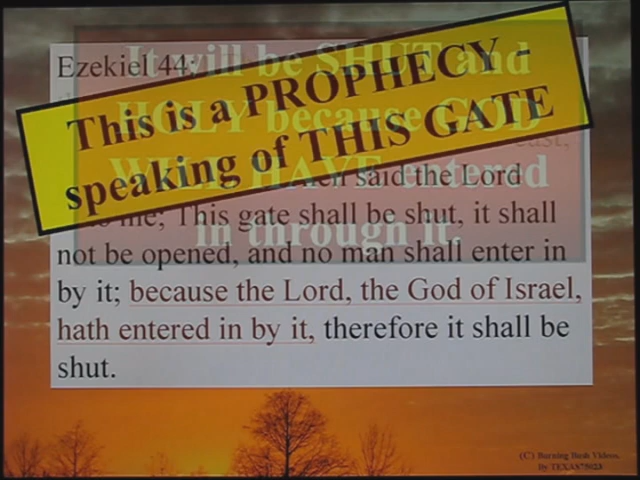 Ezekiel 44:
It will be SHUT and
HOLY because GOD
WILL HAVE entered
in through it.
This is a PROPHECY -
speaking of THIS GATE
east,
said the Lord
me; This gate shall be shut, it shall
not be opened, and no man shall enter in
by it; because the Lord, the God of Israel,
hath entered in by it, therefore it shall be
shut.
(C) Burning Bush Videos.
By TEXAS75023